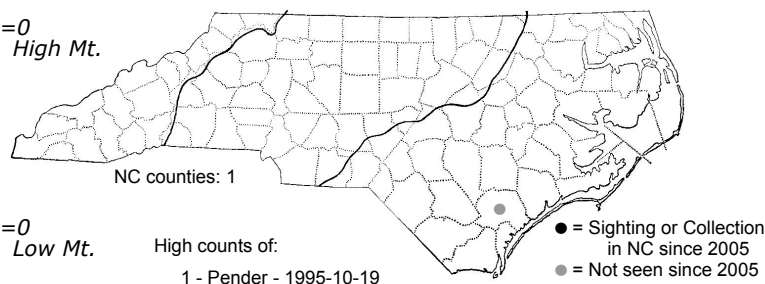 =0
High Mt.
NC counties: 1
=0
Low Mt.
High counts of:
1 - Pender - 1995-10-19
● = Sighting or Collection
in NC since 2005
● = Not seen since 2005